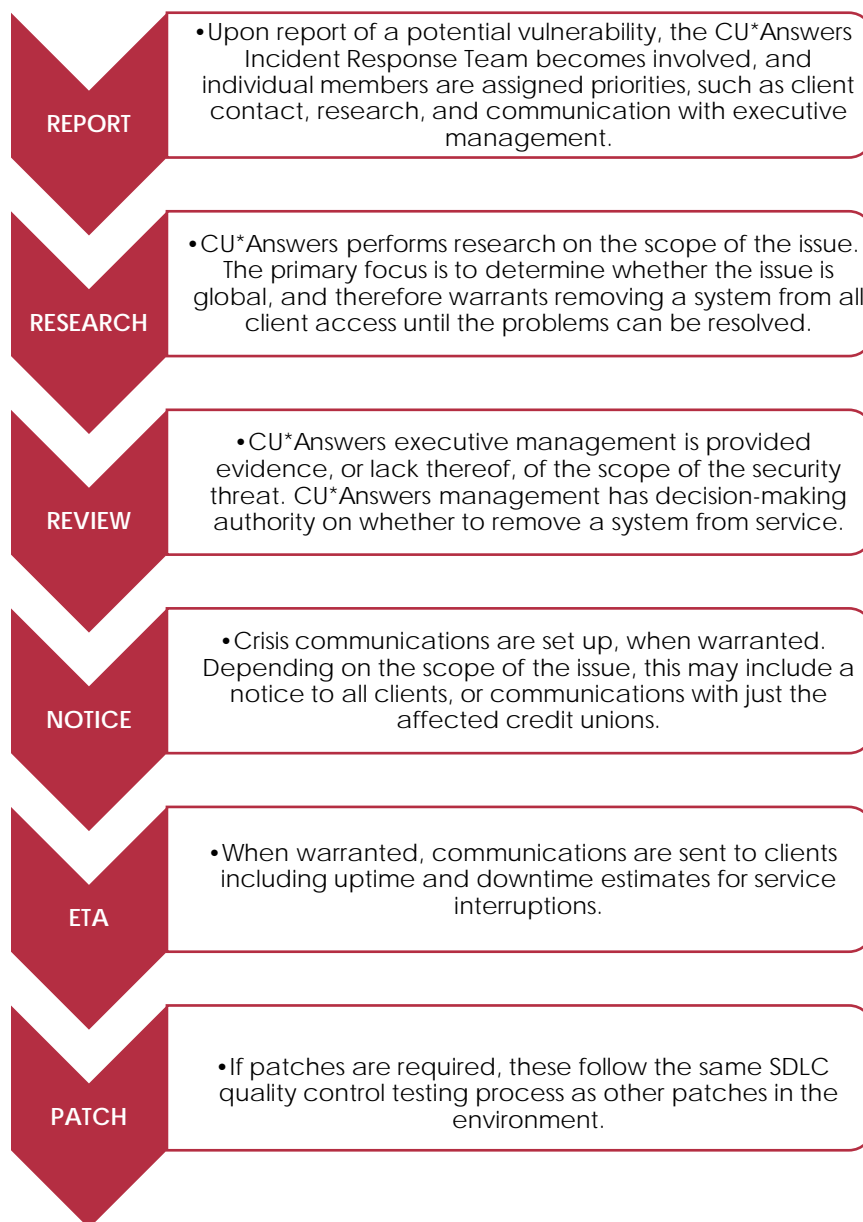 REPORT
•Upon report of a potential vulnerability, the CU*Answers
Incident Response Team becomes involved, and
individual members are assigned priorities, such as client
contact, research, and communication with executive
management.
RESEARCH
•CU*Answers performs research on the scope of the issue.
The primary focus is to determine whether the issue is
global, and therefore warrants removing a system from all
client access until the problems can be resolved.
REVIEW
•CU*Answers executive management is provided
evidence, or lack thereof, of the scope of the security
threat. CU*Answers management has decision-making
authority on whether to remove a system from service.
NOTICE
•Crisis communications are set up, when warranted.
Depending on the scope of the issue, this may include a
notice to all clients, or communications with just the
affected credit unions.
ETA
•When warranted, communications are sent to clients
including uptime and downtime estimates for service
interruptions.
PATCH
•If patches are required, these follow the same SDLC
quality control testing process as other patches in the
environment.